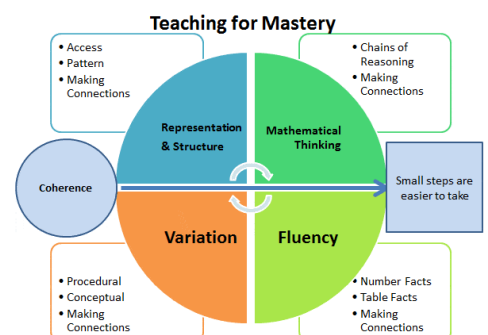 Teaching for Mastery
• Access
• Pattern
• Making
Connections
• Chains of
Reasoning
• Making
Connections
Representation
& Structure
Mathematical
Thinking
Coherence
Small steps are
easier to take
Variation
Fluency
• Procedural
• Conceptual
• Making
Connections
• Number Facts
• Table Facts
• Making
Connections